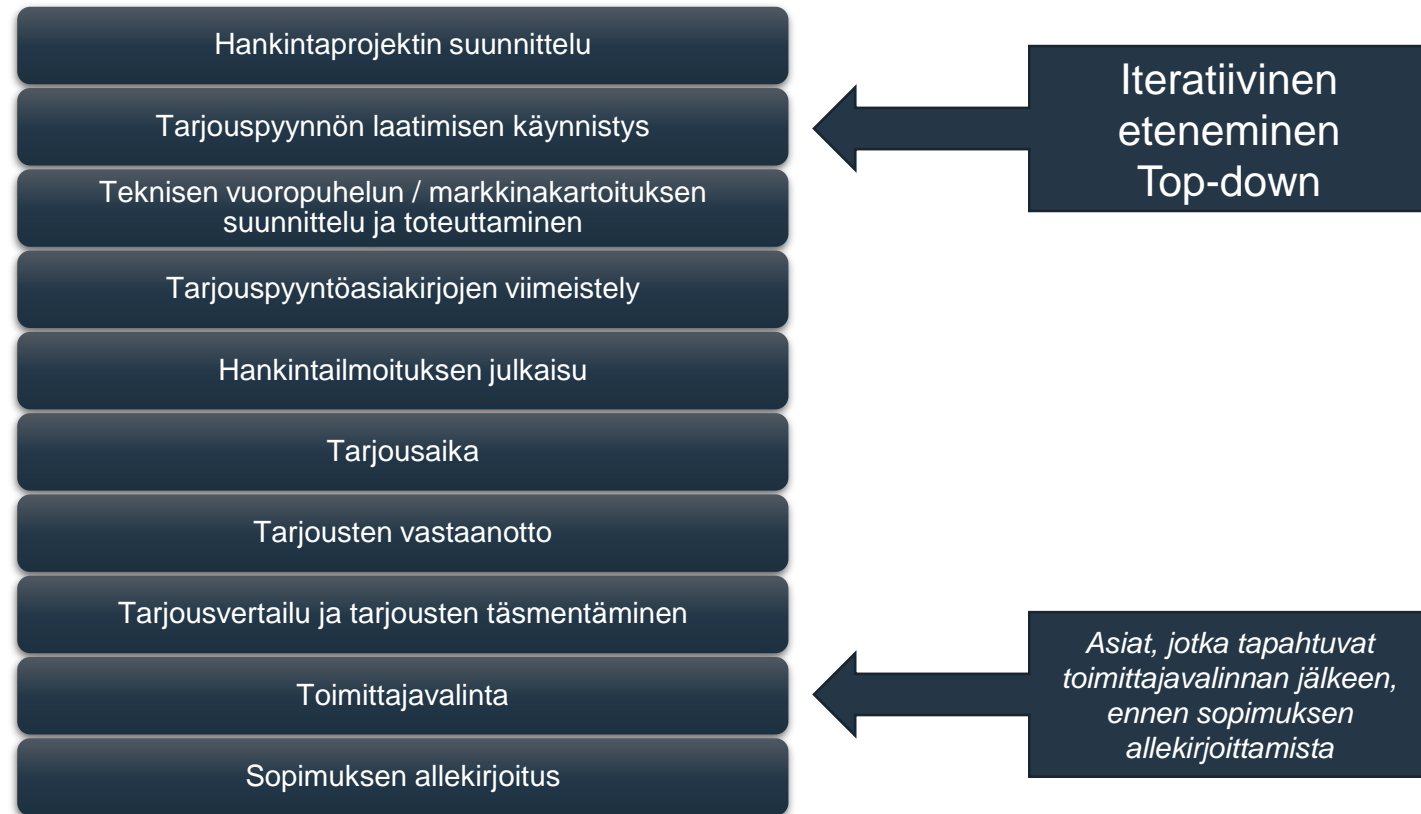 Hankintaprojektin suunnittelu
Tarjouspyynnön laatimisen käynnistys
Teknisen vuoropuhelun / markkinakartoituksen
suunnittelu ja toteuttaminen
Tarjouspyyntöasiakirjojen viimeistely
Hankintailmoituksen julkaisu
Tarjousaika
Tarjousten vastaanotto
Tarjousvertailu ja tarjousten täsmentäminen
Toimittajavalinta
Sopimuksen allekirjoitus
Iteratiivinen
eteneminen
Top-down
Asiat, jotka tapahtuvat
toimittajavalinnan jälkeen,
ennen sopimuksen
allekirjoittamista